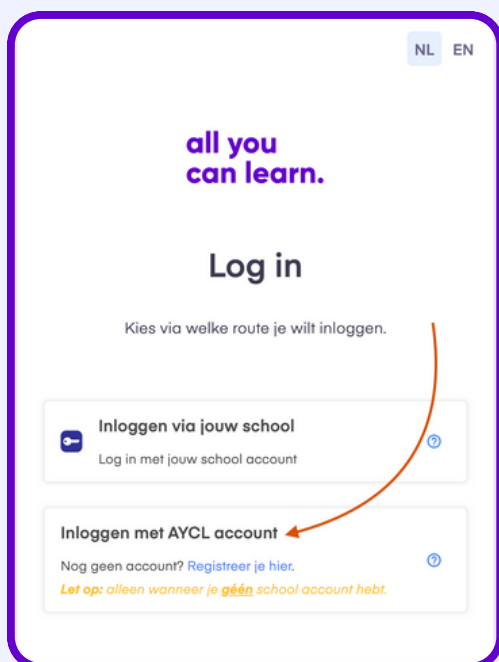 NL EN
all you
can learn.
Log in
Kies via welke route je wilt inloggen.
Inloggen via jouw school
Log in met jouw school account
Inloggen met AYCL account
Nog geen account? Registreer je hier.
Let op: alleen wanneer je géén school account hebt.